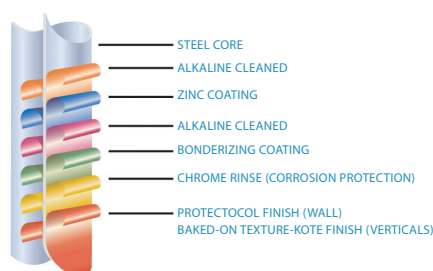 STEEL CORE
ALKALINE CLEANED
ZINC COATING
ALKALINE CLEANED
BONDERIZING COATING
CHROME RINSE (CORROSION PROTECTION)
PROTECTOCOL FINISH (WALL)
BAKED-ON TEXTURE-KOTE FINISH (VERTICALS)